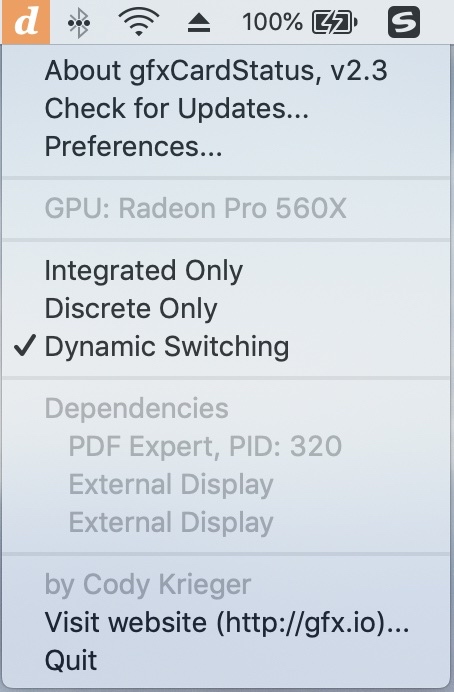 d 100% S
About gfxCardStatus, v2.3
Check for Updates...
Preferences...
GPU: Radeon Pro 560X
Integrated Only
Discrete Only
✓ Dynamic Switching
Dependencies
PDF Expert, PID: 320
External Display
External Display
by Cody Krieger
Visit website (http://gfx.io)...
Quit